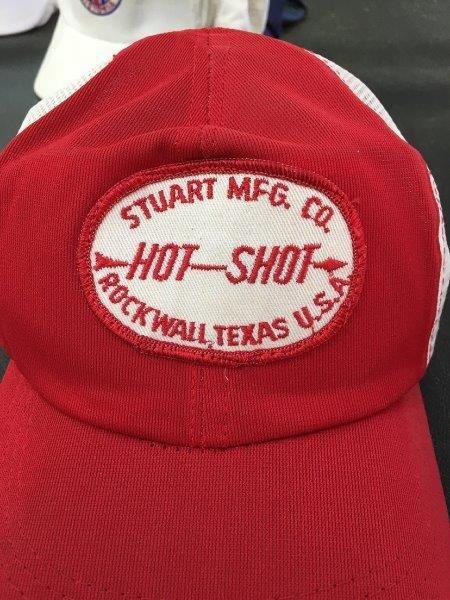 STUART MFG. CO.
HOT-SHOT
ROCKWALL, TEXAS U.S.A